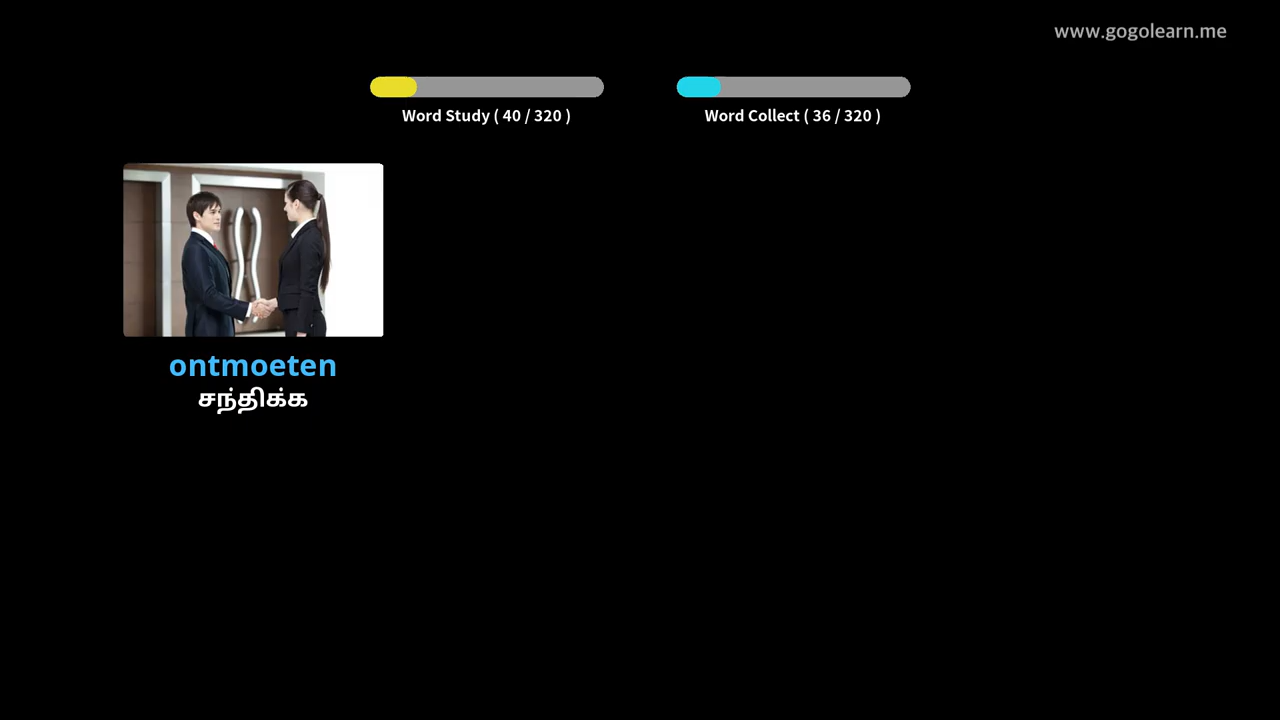 www.gogolearn.me
Word Study ( 40 / 320 )
Word Collect ( 36 / 320 )
ontmoeten
சந்திக்க